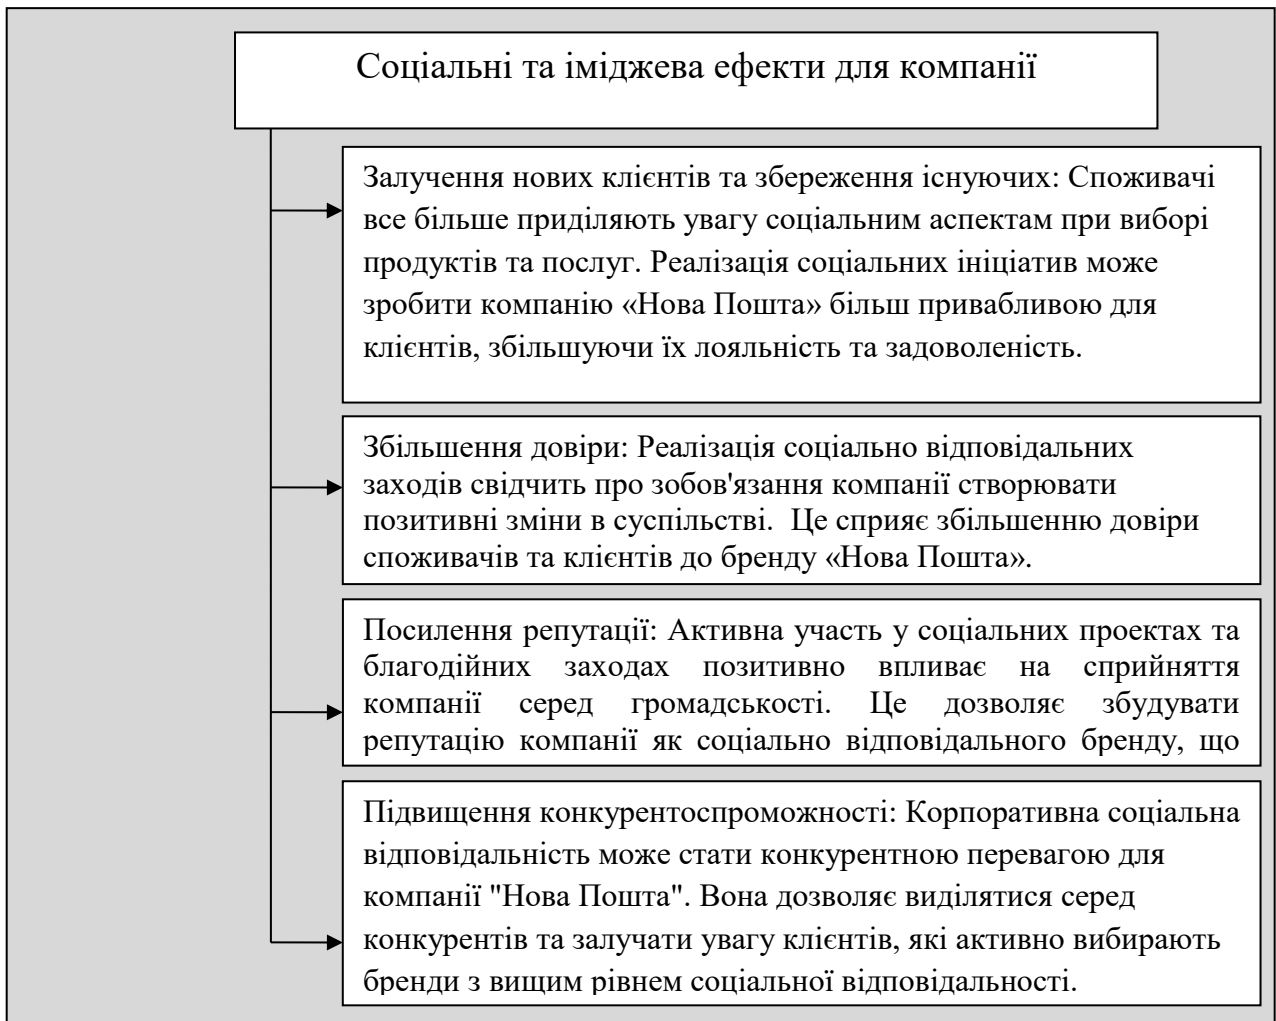 Соціальні та іміджева ефекти для компанії
Залучення нових клієнтів та збереження існуючих: Споживачі
все більше приділяють увагу соціальним аспектам при виборі
продуктів та послуг. Реалізація соціальних ініціатив може
зробити компанію «Нова Пошта» більш привабливою для
клієнтів, збільшуючи їх лояльність та задоволеність.
Збільшення довіри: Реалізація соціально відповідальних
заходів свідчить про зобов'язання компанії створювати
позитивні зміни в суспільстві.  Це сприяє збільшенню довіри
споживачів та клієнтів до бренду «Нова Пошта».
Посилення репутації: Активна участь у соціальних проектах та
благодійних заходах позитивно впливає на сприйняття
компанії серед громадськості. Це дозволяє збудувати
репутацію компанії як соціально відповідального бренду, що
Підвищення конкурентоспроможності: Корпоративна соціальна
відповідальність може стати конкурентною перевагою для
компанії "Нова Пошта". Вона дозволяє виділятися серед
конкурентів та залучати увагу клієнтів, які активно вибирають
бренди з вищим рівнем соціальної відповідальності.